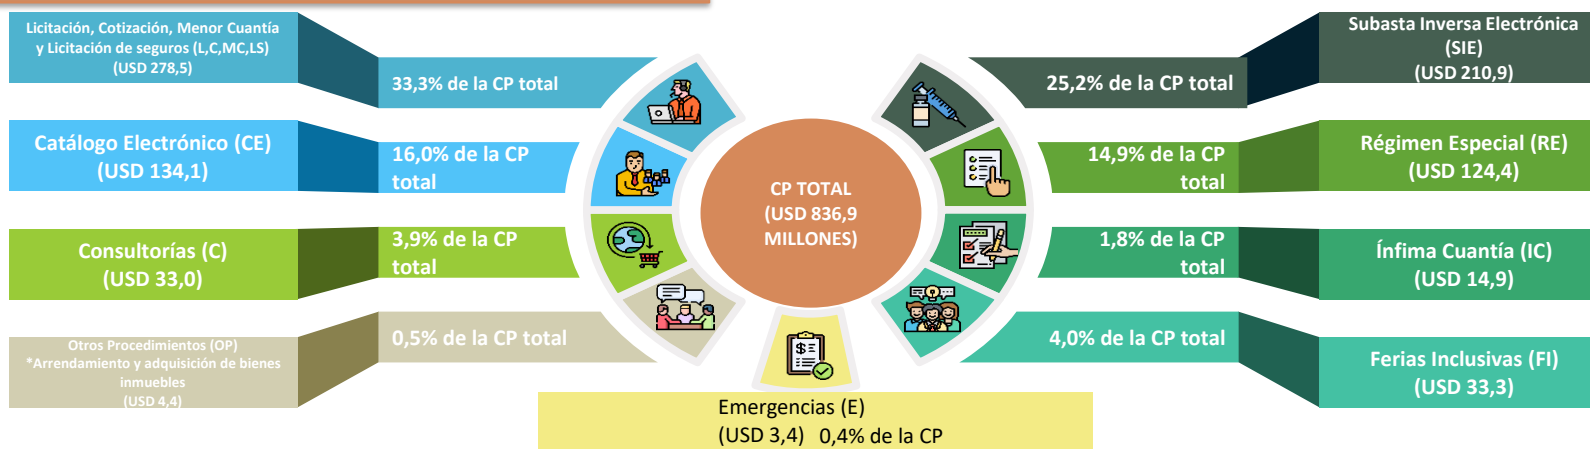 Licitación, Cotización, Menor Cuantía
y Licitación de seguros (L,C,MC,LS)
(USD 278,5)
33,3% de la CP total
Catálogo Electrónico (CE)
(USD 134,1)
16,0% de la CP
total
Consultorías (C)
(USD 33,0)
3,9% de la CP
total
Otros Procedimientos (OP)
*Arrendamiento y adquisición de bienes
inmuebles
(USD 4,4)
0,5% de la CP total
CP TOTAL
(USD 836,9
MILLONES)
Subasta Inversa Electrónica
(SIE)
(USD 210,9)
25,2% de la CP total
Régimen Especial (RE)
(USD 124,4)
14,9% de la CP
total
Ínfima Cuantía (IC)
(USD 14,9)
1,8% de la CP
total
Ferias Inclusivas (FI)
(USD 33,3)
4,0% de la CP total
Emergencias (E)
(USD 3,4) 0,4% de la CP